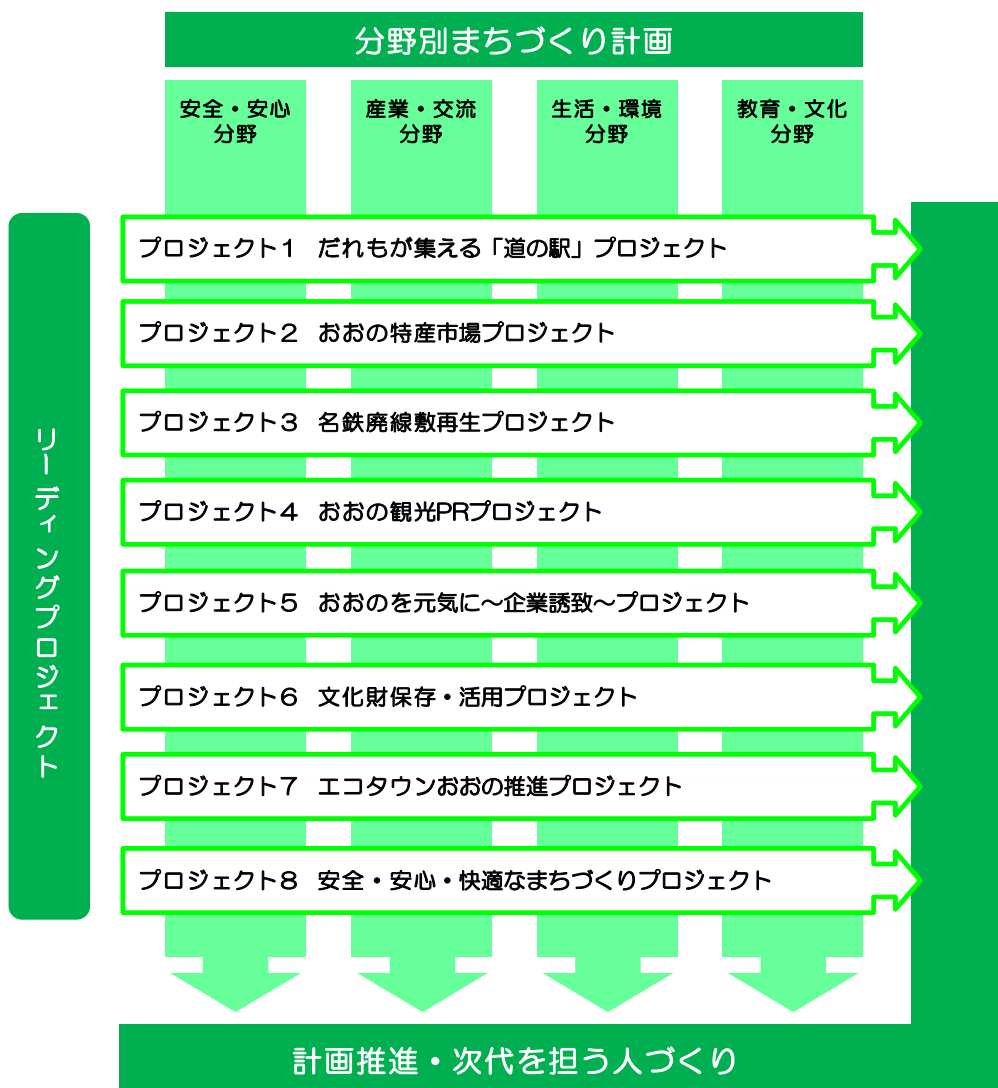 分野別まちづくり計画
安全・安心
分野
産業・交流
分野
生活・環境
分野
教育・文化
分野
リーディングプロジェクト
プロジェクト1 だれもが集える「道の駅」プロジェクト
プロジェクト2 おおの特産市場プロジェクト
プロジェクト3 名鉄廃線敷再生プロジェクト
プロジェクト4 おおの観光PRプロジェクト
プロジェクト5 おおのを元気に～企業誘致～プロジェクト
プロジェクト6 文化財保存・活用プロジェクト
プロジェクト7 エコタウンおおの推進プロジェクト
プロジェクト8 安全・安心・快適なまちづくりプロジェクト
計画推進・次代を担う人づくり